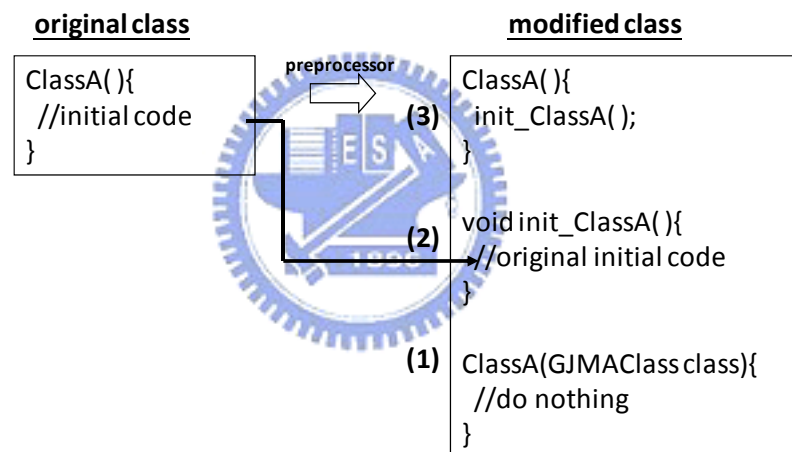 original class
modified class
preprocessor
ClassA( ){
//initial code
}
(3)
ClassA( ){
init_ClassA( );
}
(2)
void init_ClassA( ){
//original initial code
}
(1)
ClassA(GJMAClass class){
//do nothing
}
E S A
1896